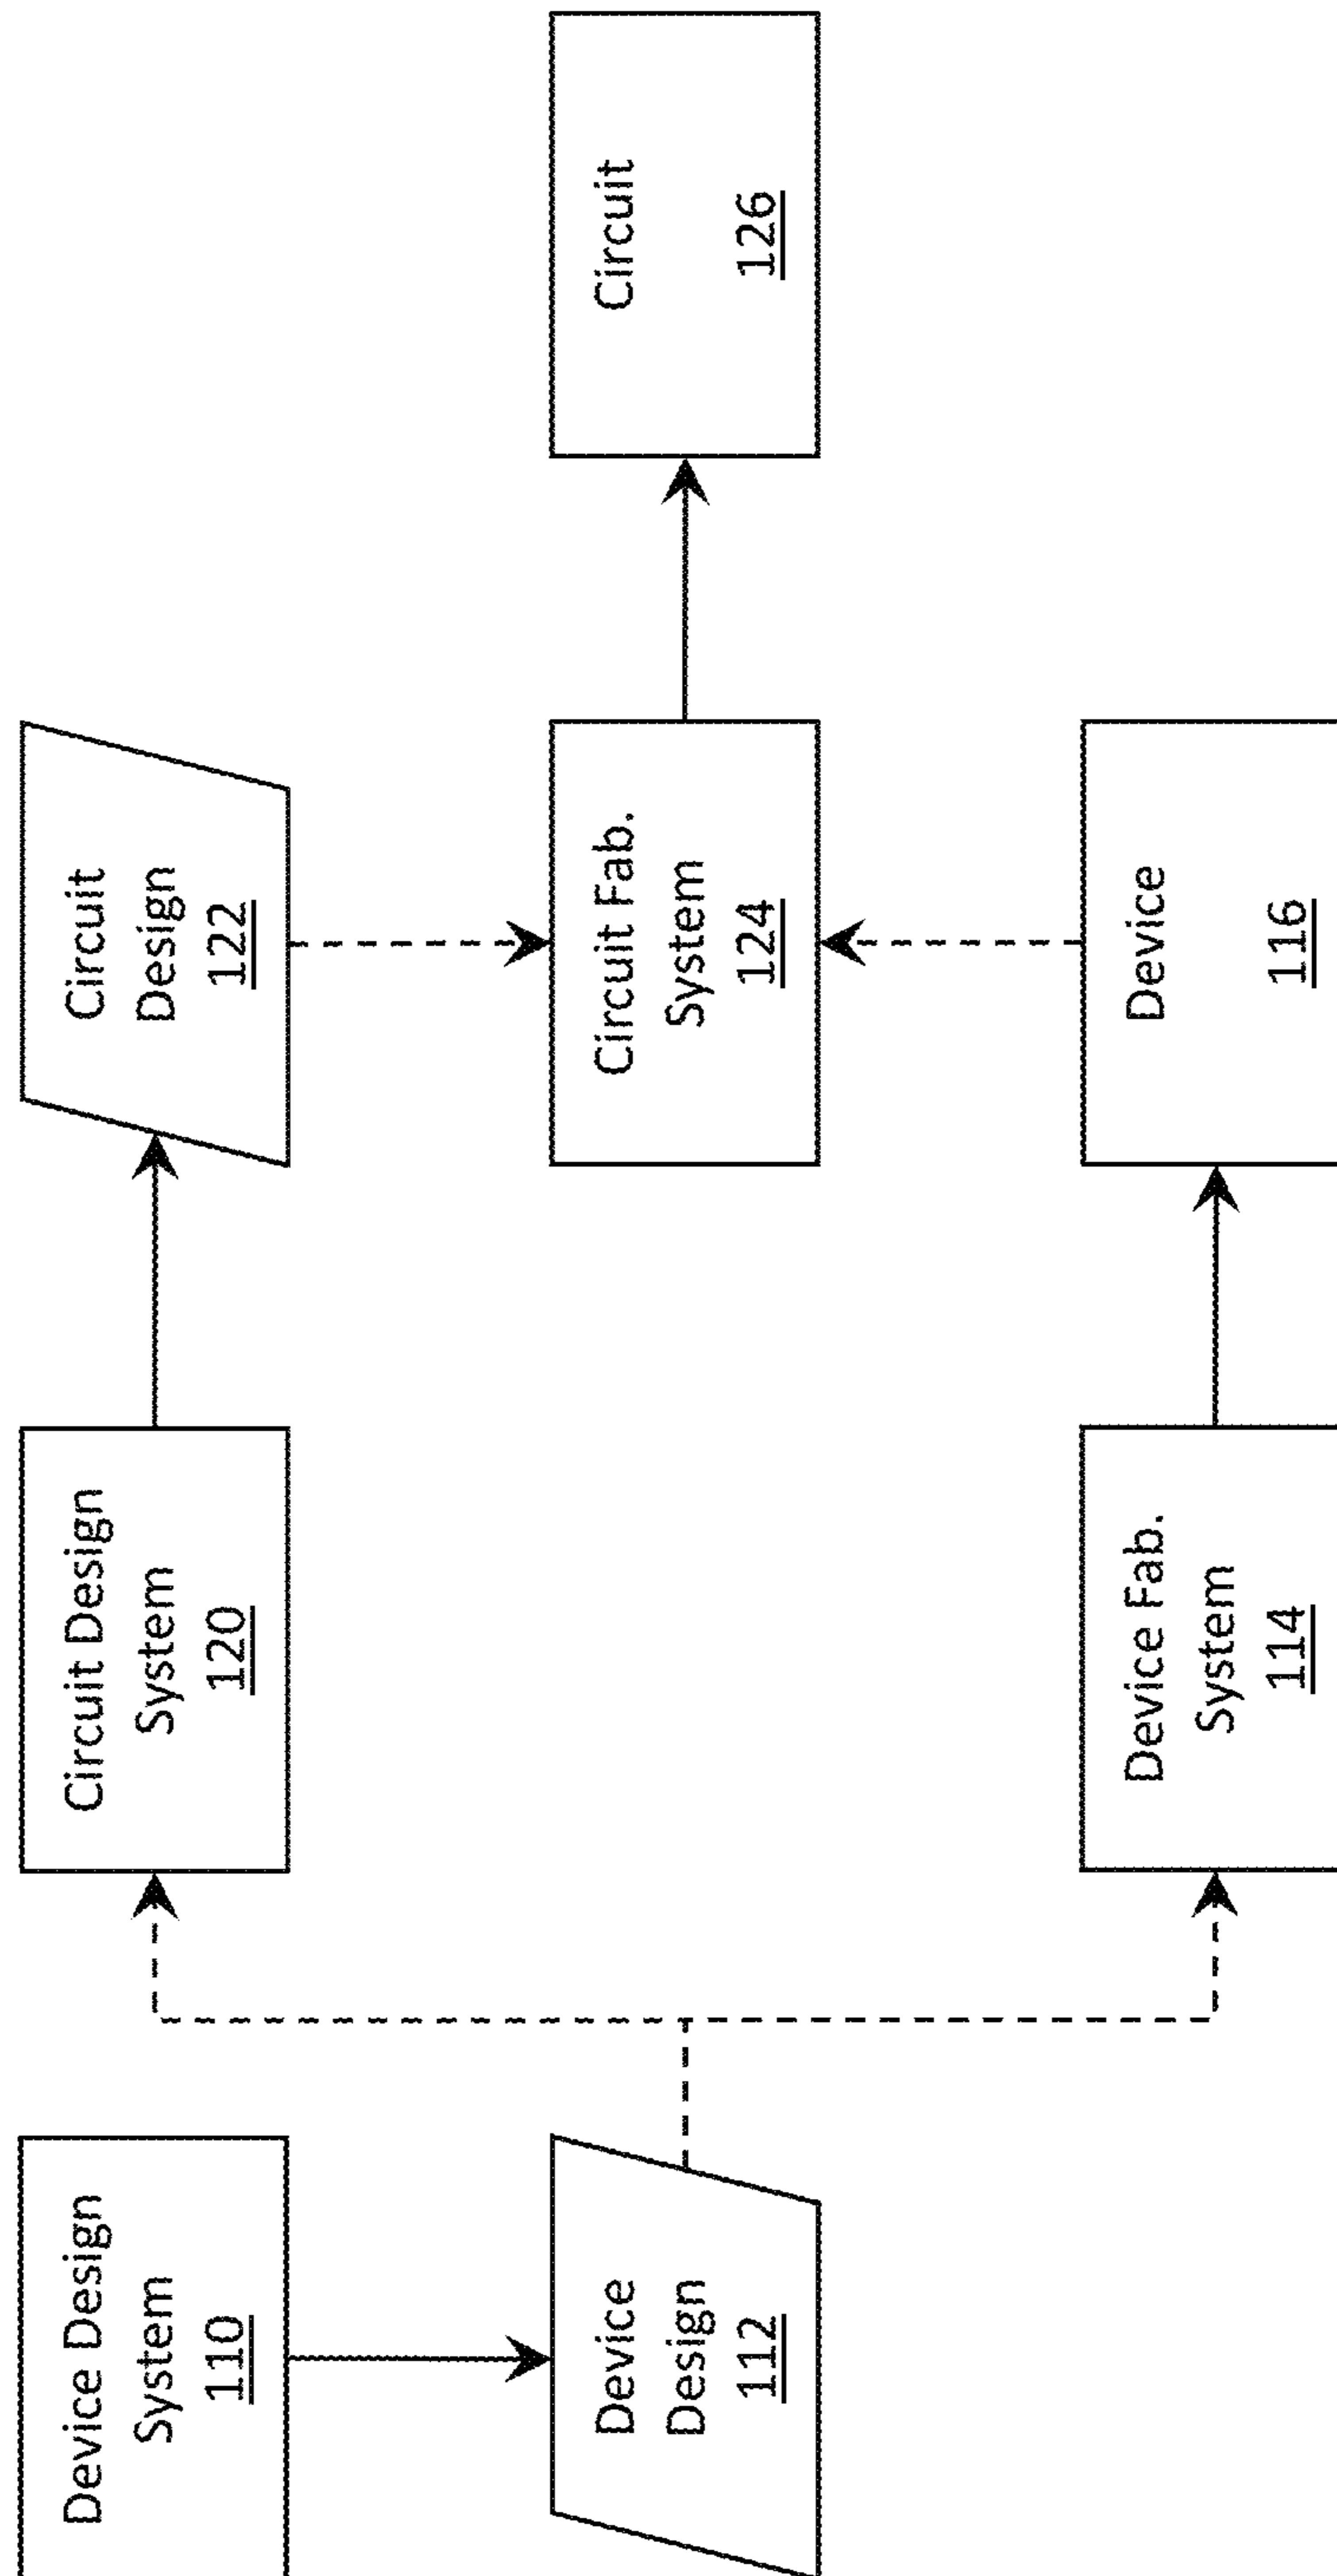 Device Design
System
110
Device
Design
112
Circuit Design
System
120
Device Fab.
System
114
Circuit
Design
122
Circuit Fab.
System
124
Device
116
Circuit
126